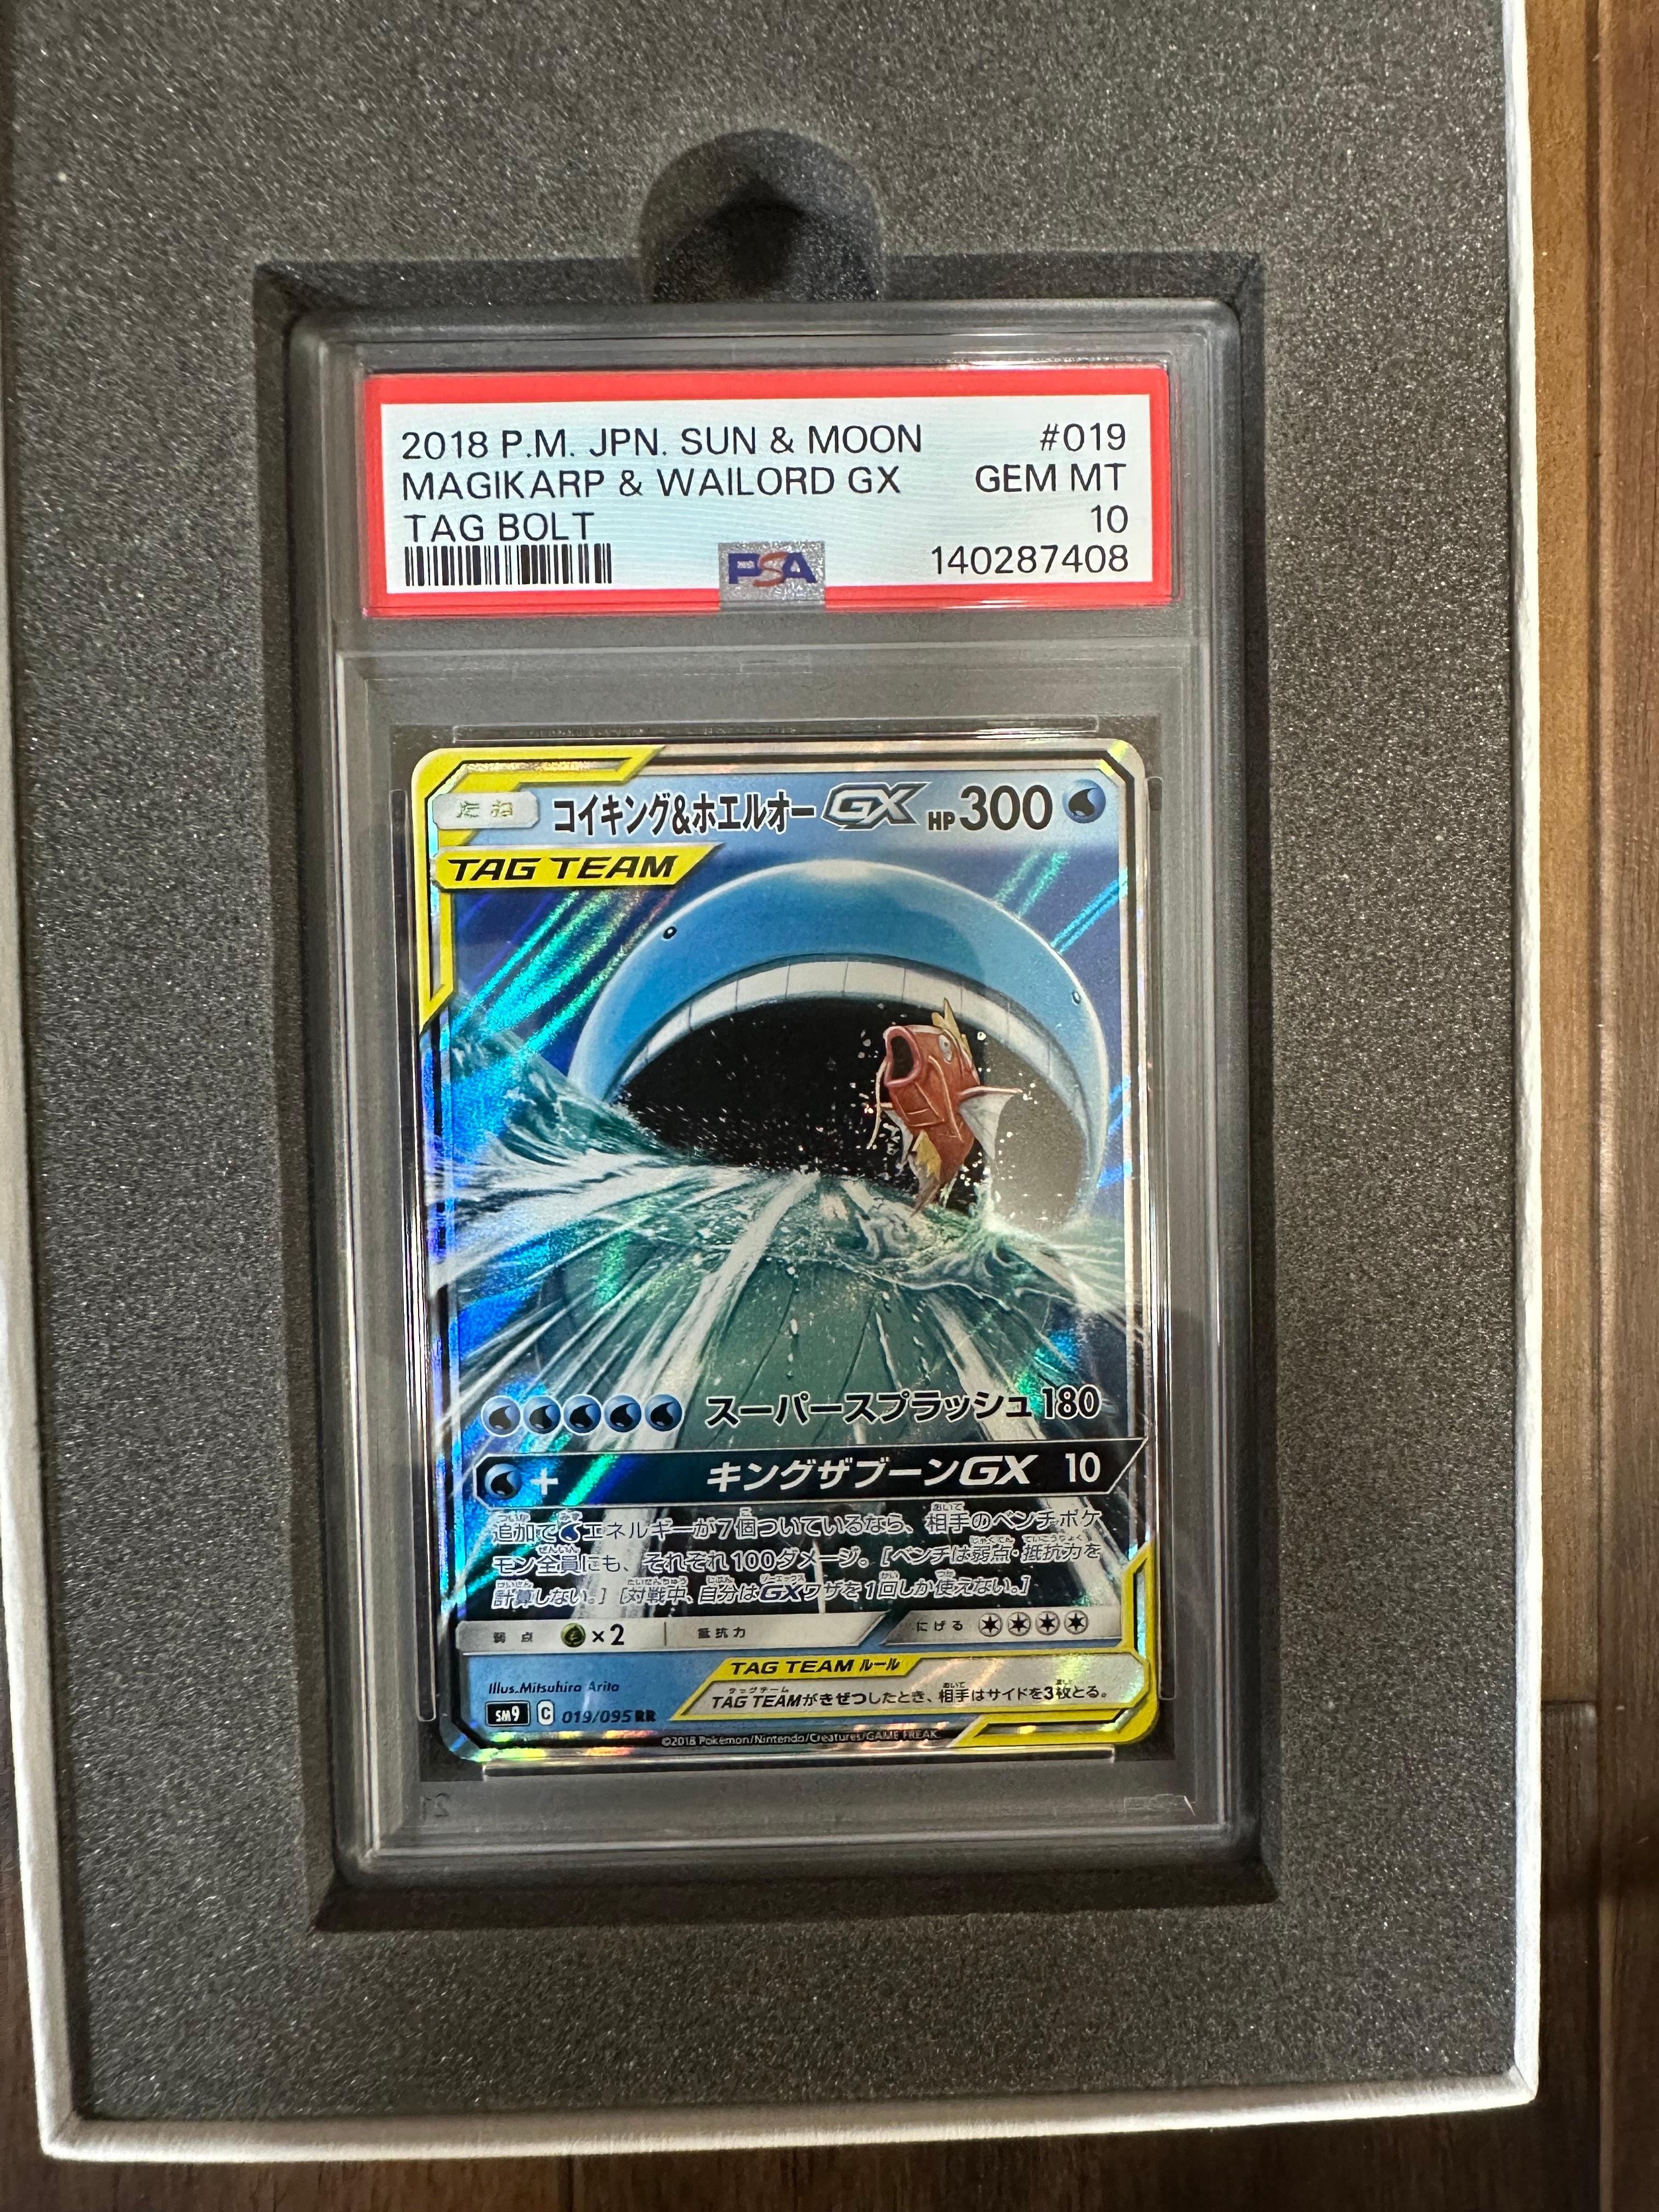 2018 P.M. JPN. SUN & MOON #019
MAGIKARP & WAILORD GX GEM MT
TAG BOLT 10
PSA 140287408
たね コイキング&ホエルオーGX HP300
TAG TEAM
スーパースプラッシュ 180
+ キングザブーンGX 10
追加で エネルギーが7個ついているなら、相手のベンチポケ
モン全員にも、それぞれ100ダメージ。[ベンチは弱点・抵抗力を
計算しない。] [対戦中、自分はGXワザを1回しか使えない。]
弱点 ×2 抵抗力 にげる
TAG TEAM ルール
Illus.Mitsuhiro Arita
TAG TEAMがきぜつしたとき、相手はサイドを3枚とる。
SM9 C 019/095 RR
©2018 Pokémon/Nintendo/Creatures/GAME FREAK.